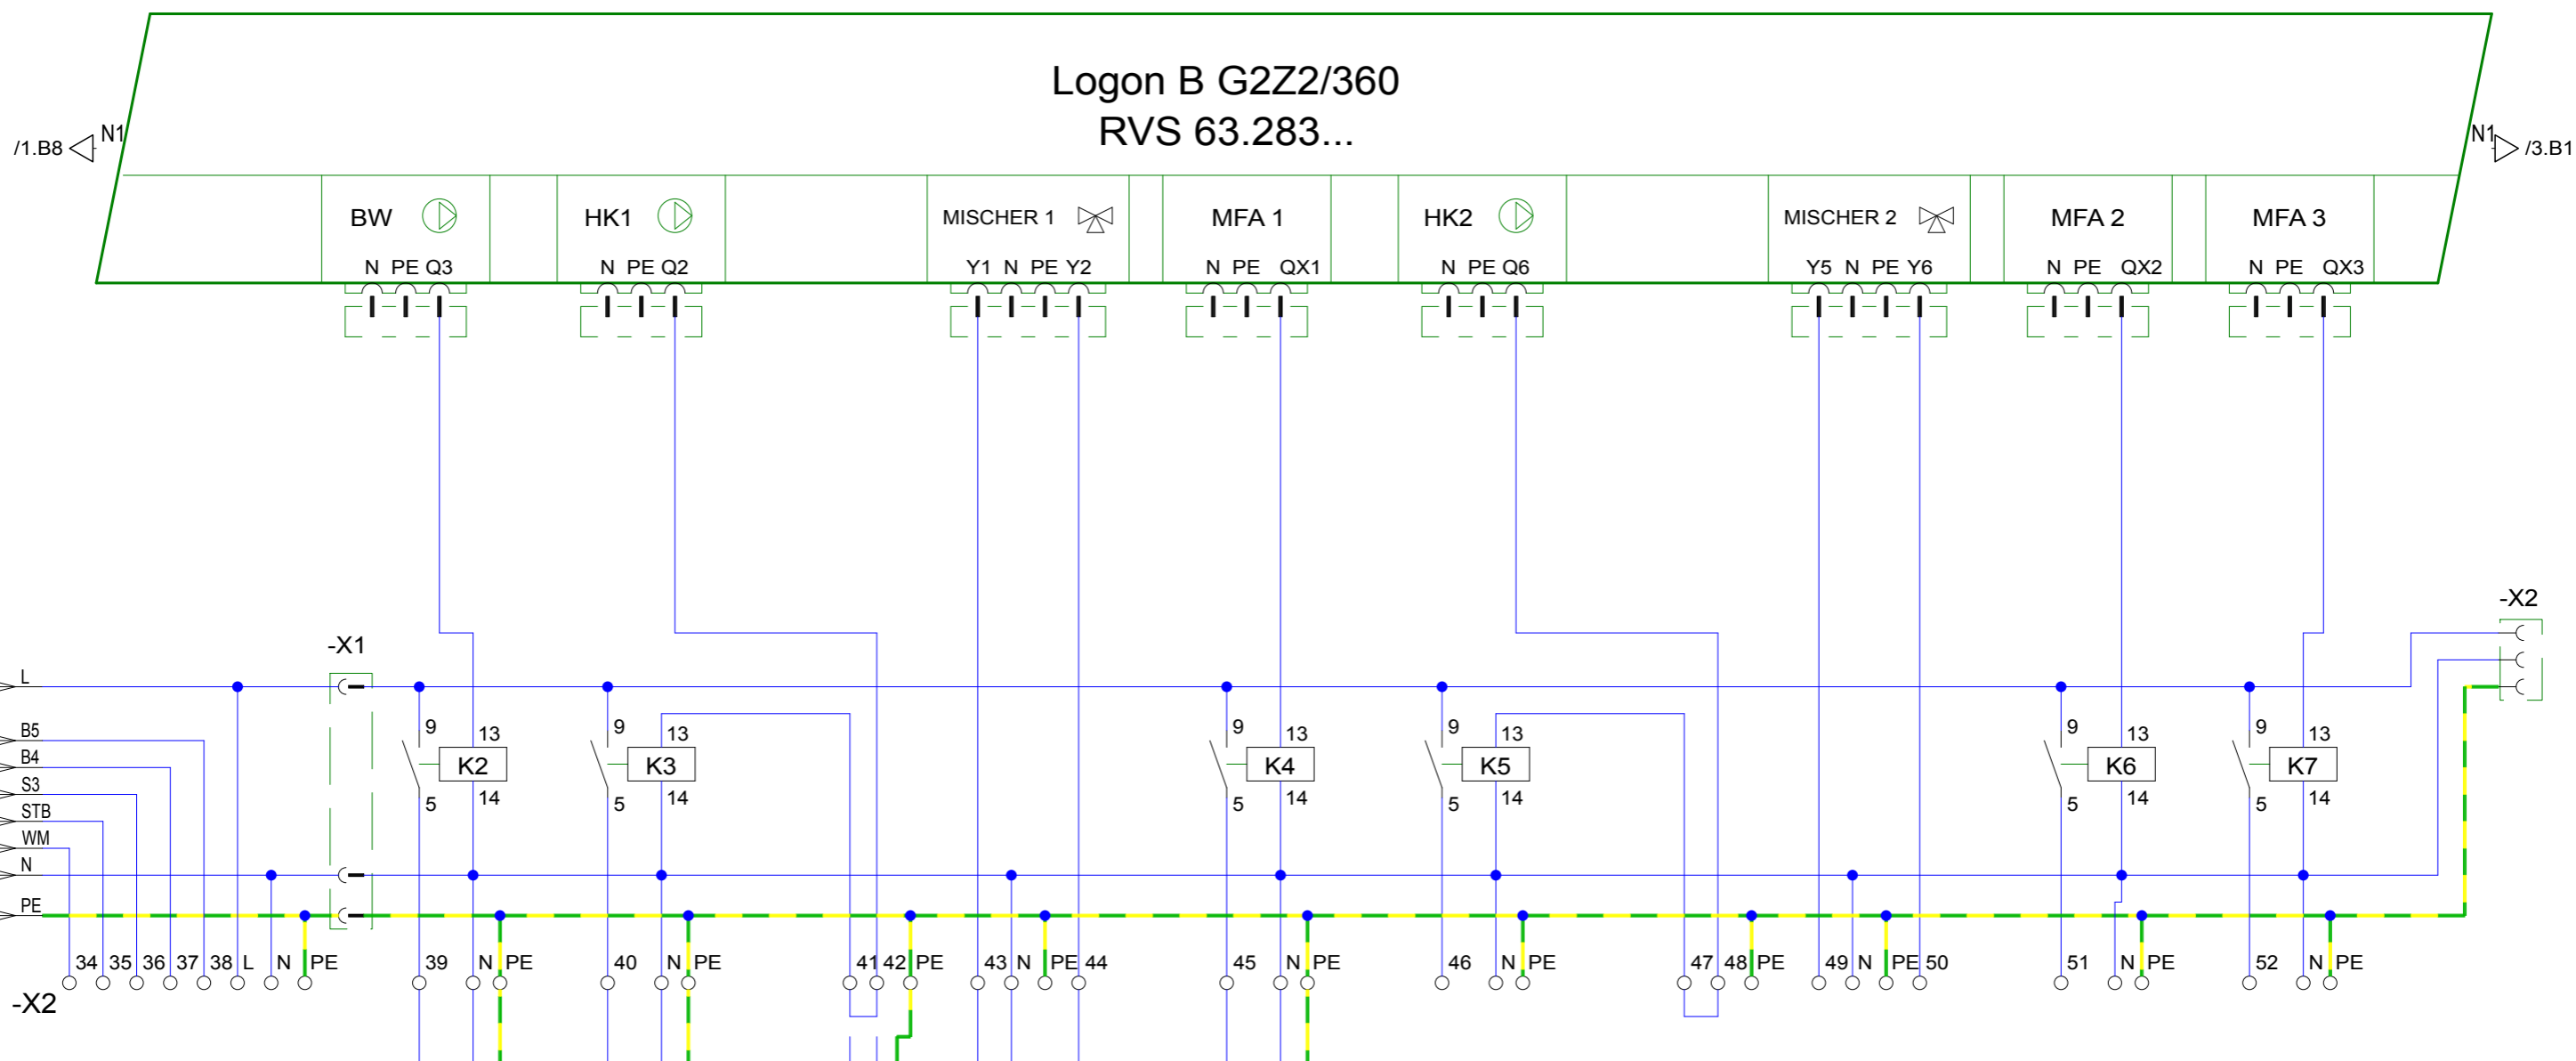 Logon B G2Z2/360
RVS 63.283...
/1.B8 N1
N1 /3.B1
BW HK1 MISCHER 1 MFA 1 HK2 MISCHER 2 MFA 2 MFA 3
N PE Q3 N PE Q2 Y1 N PE Y2 N PE QX1 N PE Q6 Y5 N PE Y6 N PE QX2 N PE QX3
-X2
-X1
L
9 9 9 9 9 9
B5 13 13 13 13 13 13
B4 K2 K3 K4 K5 K6 K7
S3 14 14 14 14 14 14
5 5 5 5 5 5
STB
WM
N
PE
34 35 36 37 38 L N PE 39 N PE 40 N PE 41 42 PE 43 N PE 44 45 N PE 46 N PE 47 48 PE 49 N PE 50 51 N PE 52 N PE
-X2